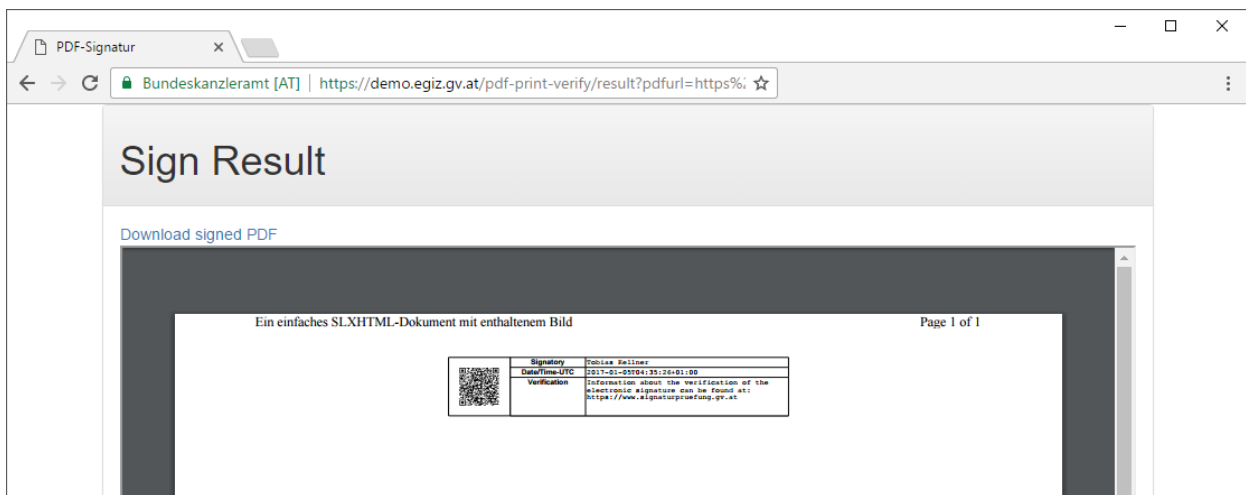 PDF-Signatur
Bundeskanzleramt [AT] | https://demo.egiz.gv.at/pdf-print-verify/result?pdfurl=https%
Sign Result
Download signed PDF
Ein einfaches SLXHTML-Dokument mit enthaltenem Bild Page 1 of 1
Signatory Tobias Kellner
Date/Time-UTC 2017-01-05T04:35:26+01:00
Verification Information about the verification of the
electronic signature can be found at:
https://www.signaturpruefung.gv.at